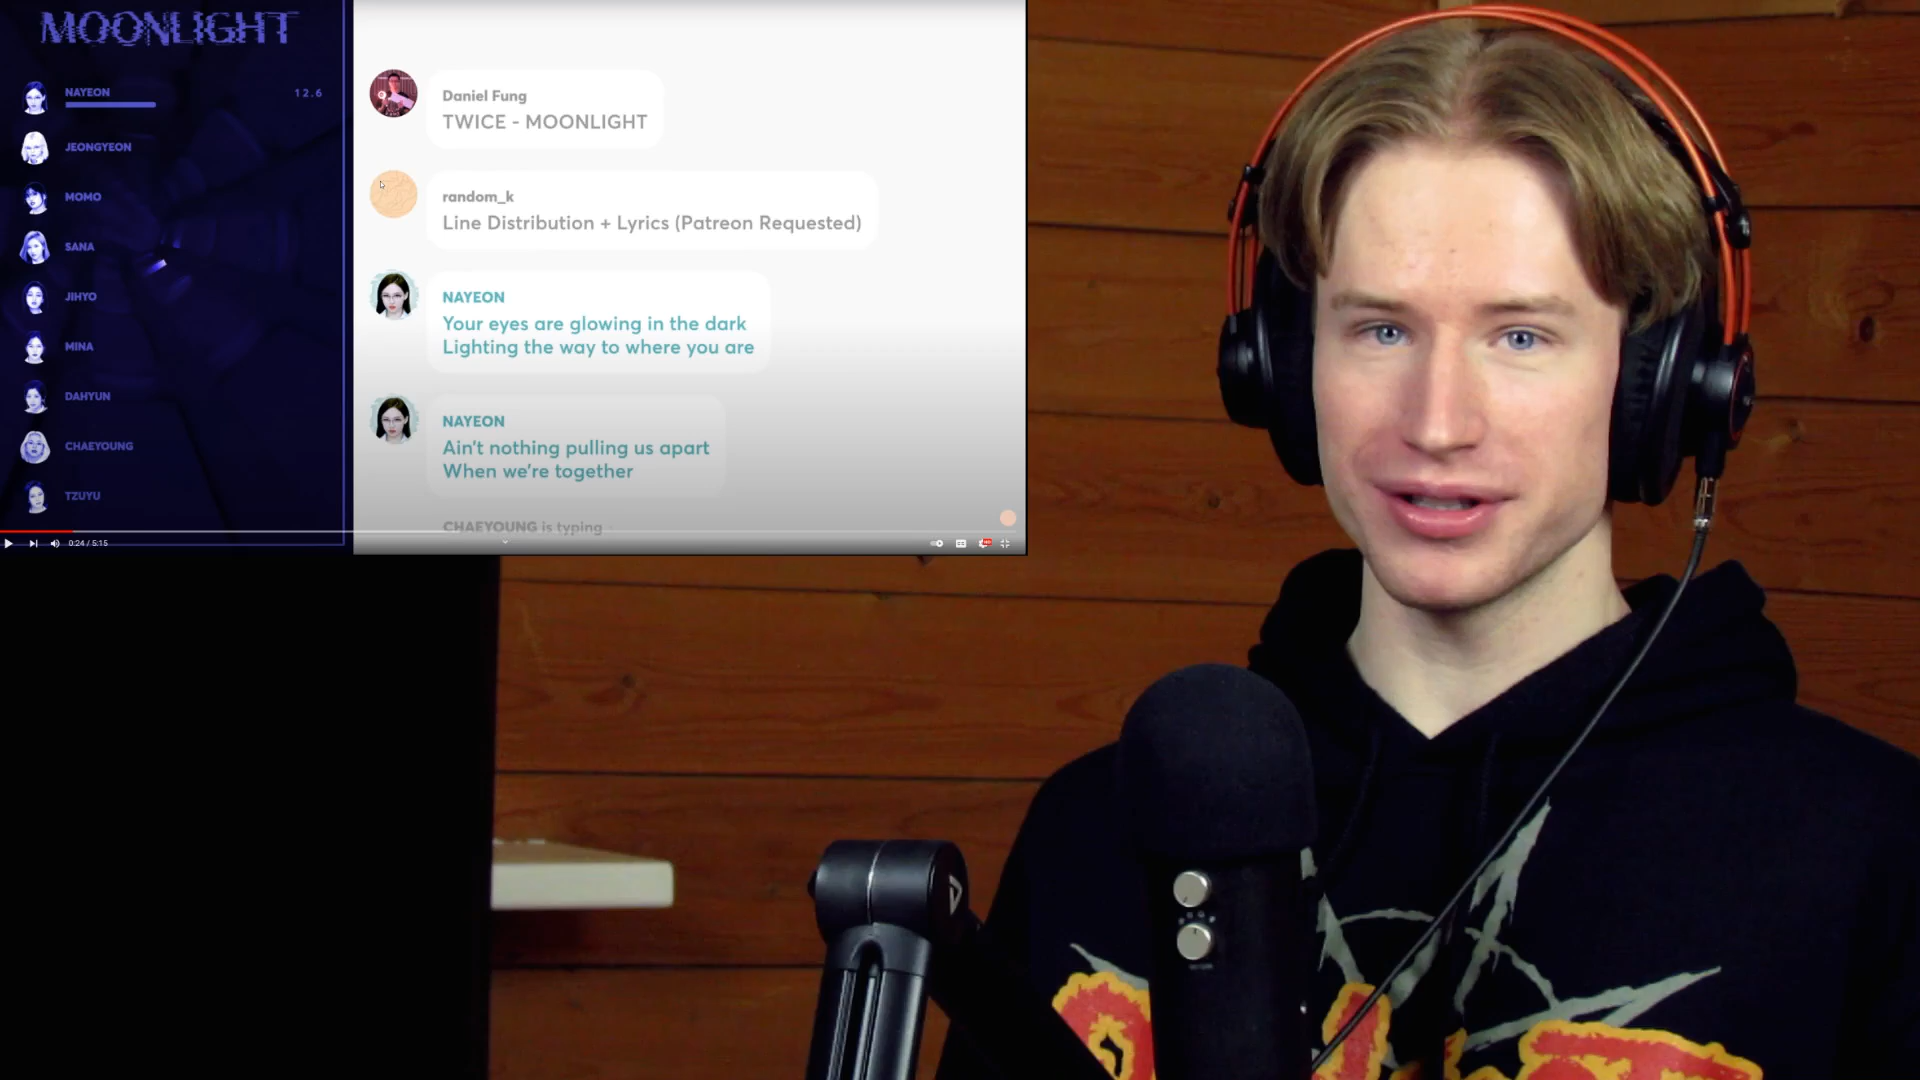 MOONLIGHT
NAYEON
12.6
JEONGYEON
MOMO
SANA
JIHYO
MINA
DAHYUN
CHAEYOUNG
TZUYU
0:24 / 5:15
Daniel Fung
TWICE - MOONLIGHT
random_k
Line Distribution + Lyrics (Patreon Requested)
NAYEON
Your eyes are glowing in the dark
Lighting the way to where you are
NAYEON
Ain't nothing pulling us apart
When we're together
CHAEYOUNG is typing